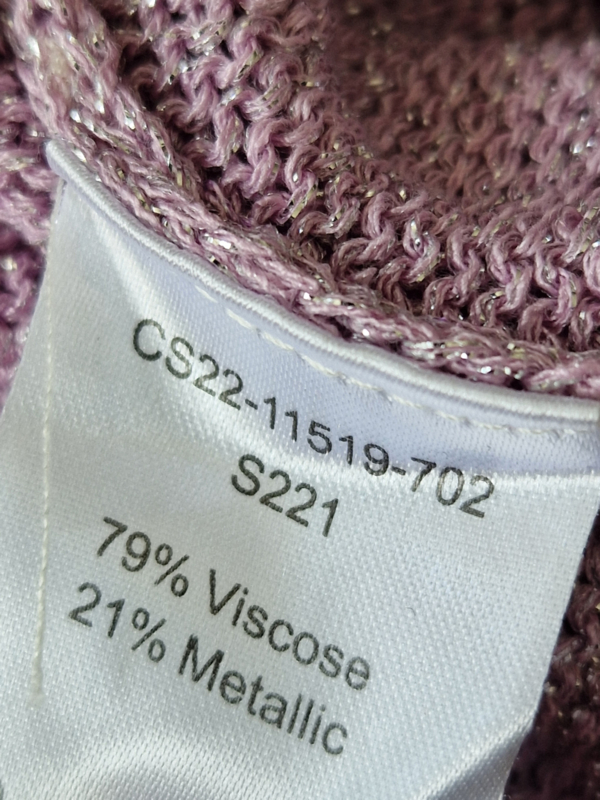 CS22-11519-702
S221
79% Viscose
21% Metallic